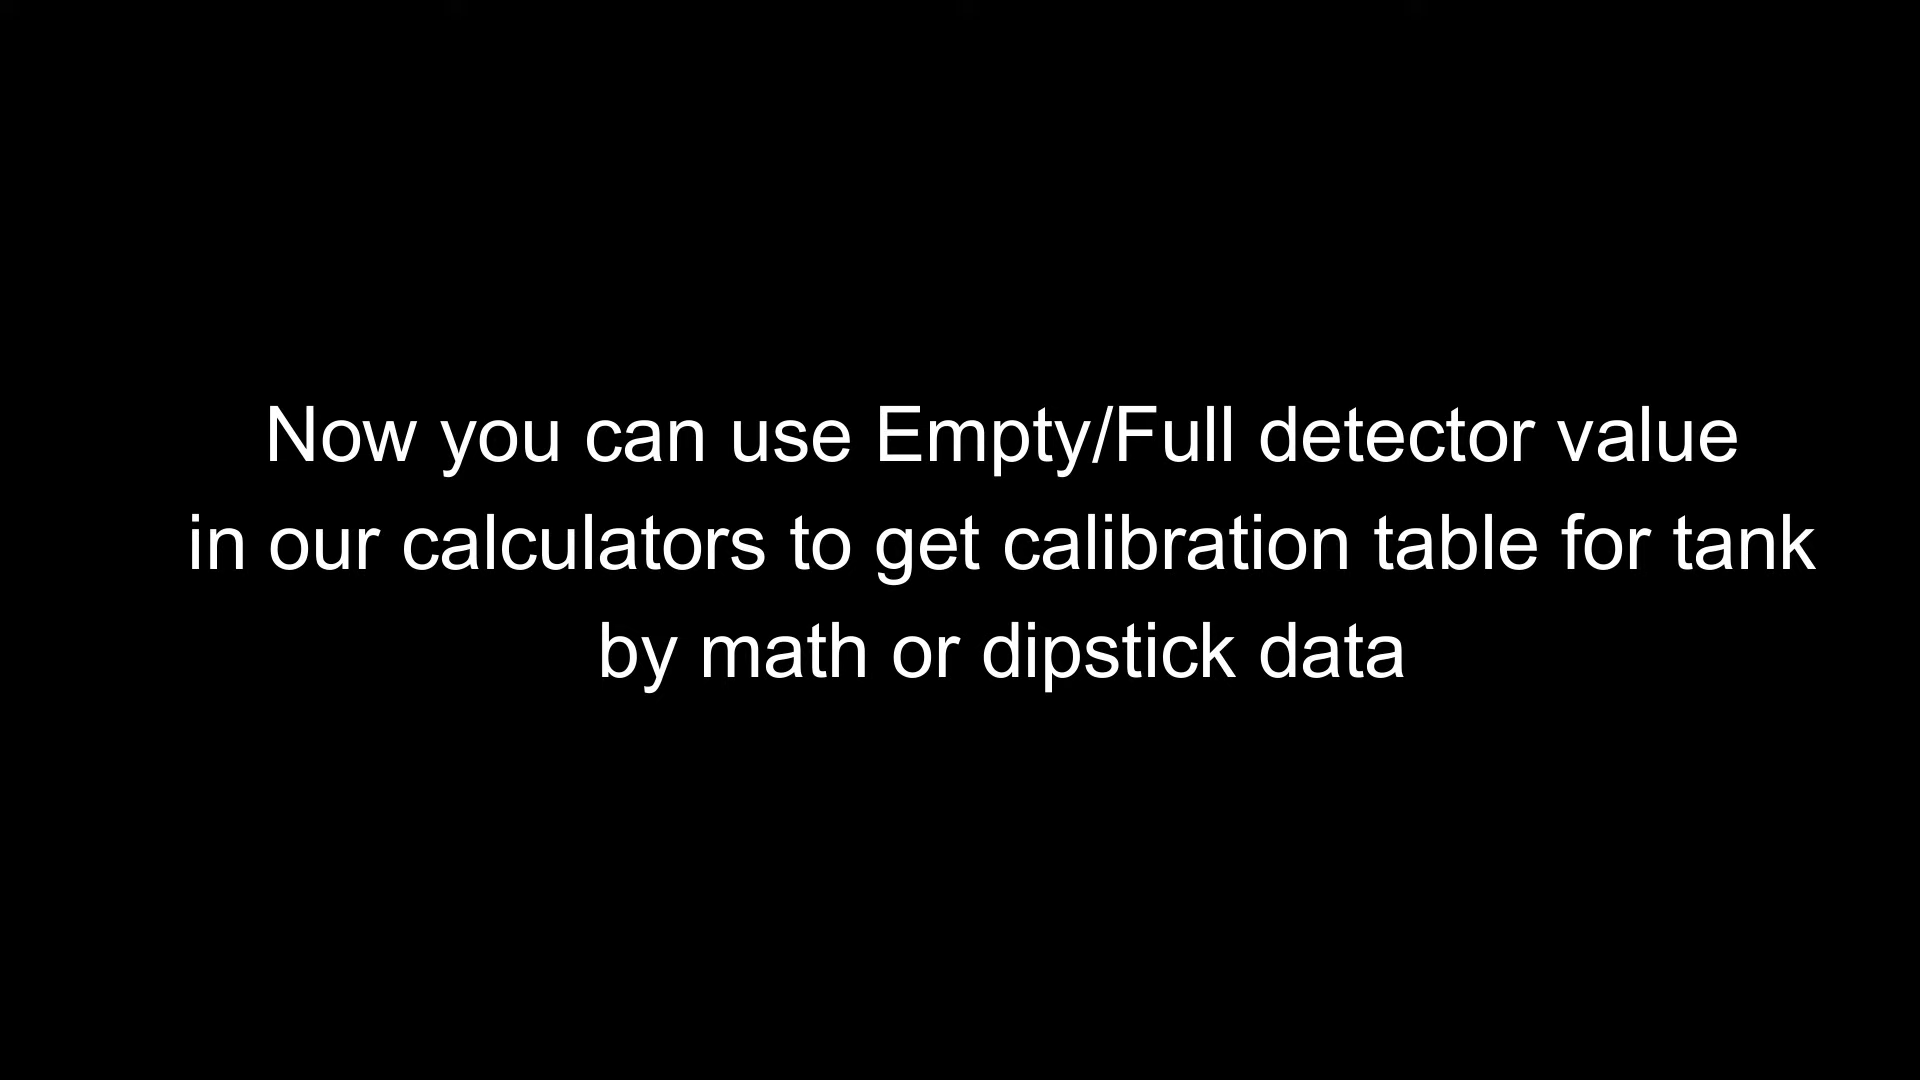 Now you can use Empty/Full detector value
in our calculators to get calibration table for tank
by math or dipstick data